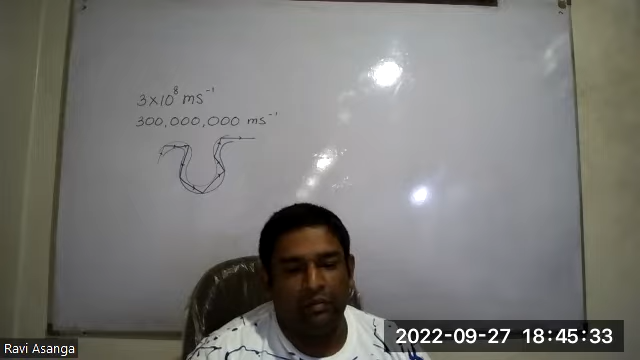 3×10⁸ ms⁻¹
300,000,000 ms⁻¹
Ravi Asanga
2022-09-27 18:45:33